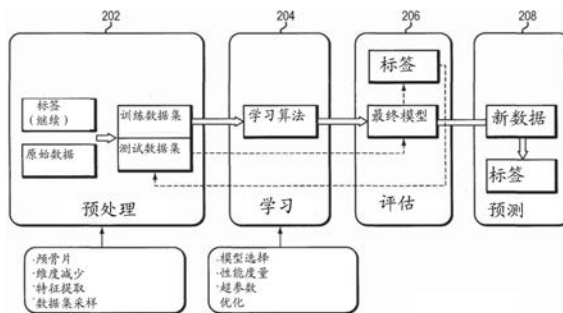 202
204
206
208
标签
(继续)
原始数据
训练数据集
测试数据集
预处理
学习算法
学习
标签
最终模型
评估
新数据
标签
预测
·颅骨片
·维度减少
·特征提取
·数据集采样
·模型选择
·性能度量
·超参数
优化